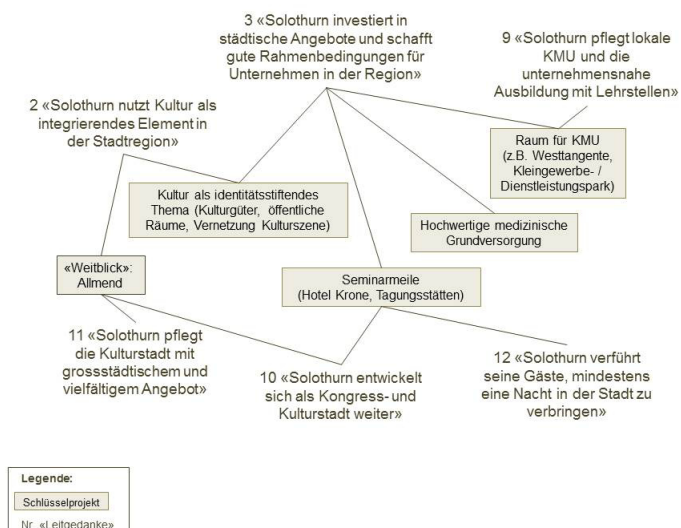 3 «Solothurn investiert in
städtische Angebote und schafft
gute Rahmenbedingungen für
Unternehmen in der Region»
9 «Solothurn pflegt lokale
KMU und die
unternehmensnahe
Ausbildung mit Lehrstellen»
2 «Solothurn nutzt Kultur als
integrierendes Element in
der Stadtregion»
Raum für KMU
(z.B. Westtangente,
Kleingewerbe- /
Dienstleistungspark)
Kultur als identitätsstiftendes
Thema (Kulturgüter, öffentliche
Räume, Vernetzung Kulturszene)
Hochwertige medizinische
Grundversorgung
«Weitblick»:
Allmend
Seminarmeile
(Hotel Krone, Tagungsstätten)
11 «Solothurn pflegt
die Kulturstadt mit
grossstädtischem und
vielfältigem Angebot»
10 «Solothurn entwickelt
sich als Kongress- und
Kulturstadt weiter»
12 «Solothurn verführt
seine Gäste, mindestens
eine Nacht in der Stadt zu
verbringen»
Legende:
Schlüsselprojekt
Nr. «Leitgedanke»